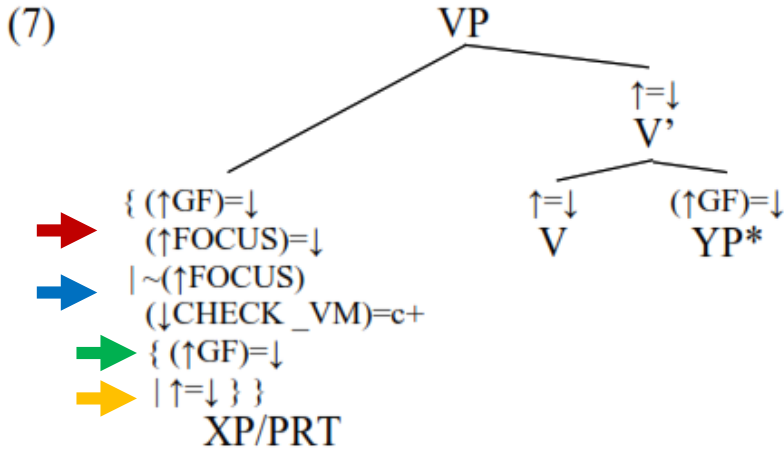 (7)
VP
↑=↓
V’
{ (↑GF)=↓
(↑FOCUS)=↓
| ~(↑FOCUS)
(↓CHECK _VM)=c+
{ (↑GF)=↓
| ↑=↓ } }
XP/PRT
↑=↓
V
(↑GF)=↓
YP*